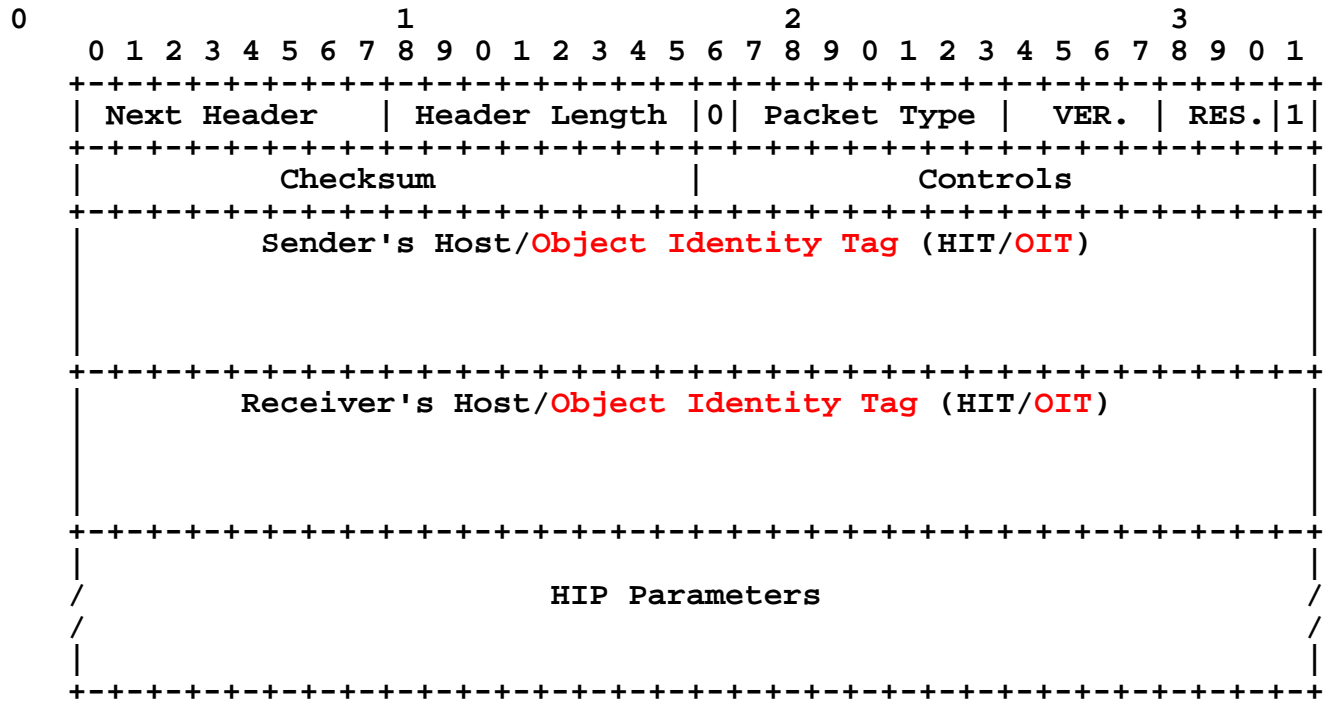 0                   1                   2                   3
 0 1 2 3 4 5 6 7 8 9 0 1 2 3 4 5 6 7 8 9 0 1 2 3 4 5 6 7 8 9 0 1
+-+-+-+-+-+-+-+-+-+-+-+-+-+-+-+-+-+-+-+-+-+-+-+-+-+-+-+-+-+-+-+-+
| Next Header   | Header Length |0| Packet Type |  VER. | RES.|1|
+-+-+-+-+-+-+-+-+-+-+-+-+-+-+-+-+-+-+-+-+-+-+-+-+-+-+-+-+-+-+-+-+
|          Checksum             |           Controls            |
+-+-+-+-+-+-+-+-+-+-+-+-+-+-+-+-+-+-+-+-+-+-+-+-+-+-+-+-+-+-+-+-+
|         Sender's Host/Object Identity Tag (HIT/OIT)           |
|                                                               |
|                                                               |
|                                                               |
+-+-+-+-+-+-+-+-+-+-+-+-+-+-+-+-+-+-+-+-+-+-+-+-+-+-+-+-+-+-+-+-+
|        Receiver's Host/Object Identity Tag (HIT/OIT)          |
|                                                               |
|                                                               |
|                                                               |
+-+-+-+-+-+-+-+-+-+-+-+-+-+-+-+-+-+-+-+-+-+-+-+-+-+-+-+-+-+-+-+-+
|                                                               |
/                        HIP Parameters                         /
/                                                               /
|                                                               |
+-+-+-+-+-+-+-+-+-+-+-+-+-+-+-+-+-+-+-+-+-+-+-+-+-+-+-+-+-+-+-+-+